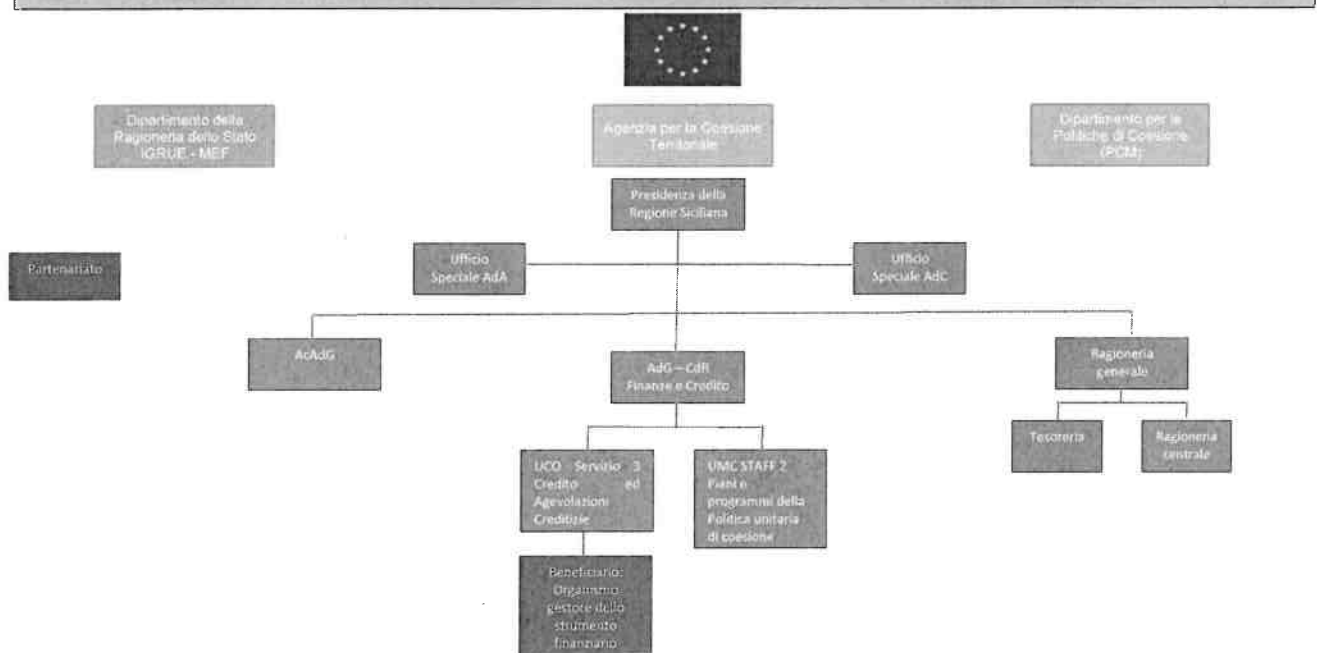 Dipartimento della
Ragioneria dello Stato
IGRUE - MEF
Agenzia per la Coesione
Territoriale
Dipartimento per le
Politiche di Coesione
(PCM)
Presidenza della
Regione Siciliana
Partenariato
Ufficio
Speciale AdA
Ufficio
Speciale AdC
AcAdG
AdG – CdR
Finanze e Credito
Ragioneria
generale
Tesoreria
Ragioneria
centrale
UCO Servizio 3
Credito ed
Agevolazioni
Creditizie
UMC STAFF 2
Piani e
programmi della
Politica unitaria
di coesione
Beneficiario:
Organismo
gestore dello
strumento
finanziario